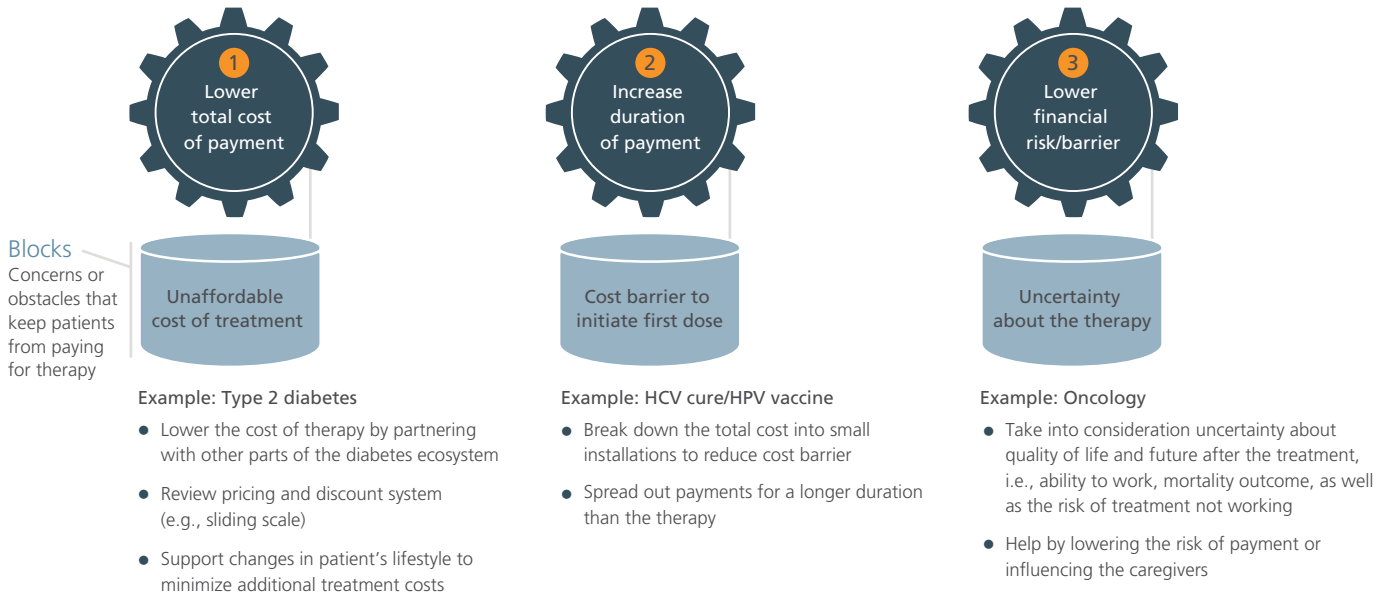 1
Lower
total cost
of payment
2
Increase
duration
of payment
3
Lower
financial
risk/barrier
Blocks
Concerns or
obstacles that
keep patients
from paying
for therapy
Unaffordable
cost of treatment
Cost barrier to
initiate first dose
Uncertainty
about the therapy
Example: Type 2 diabetes
● Lower the cost of therapy by partnering
with other parts of the diabetes ecosystem
● Review pricing and discount system
(e.g., sliding scale)
● Support changes in patient’s lifestyle to
minimize additional treatment costs
Example: HCV cure/HPV vaccine
● Break down the total cost into small
installations to reduce cost barrier
● Spread out payments for a longer duration
than the therapy
Example: Oncology
● Take into consideration uncertainty about
quality of life and future after the treatment,
i.e., ability to work, mortality outcome, as well
as the risk of treatment not working
● Help by lowering the risk of payment or
influencing the caregivers